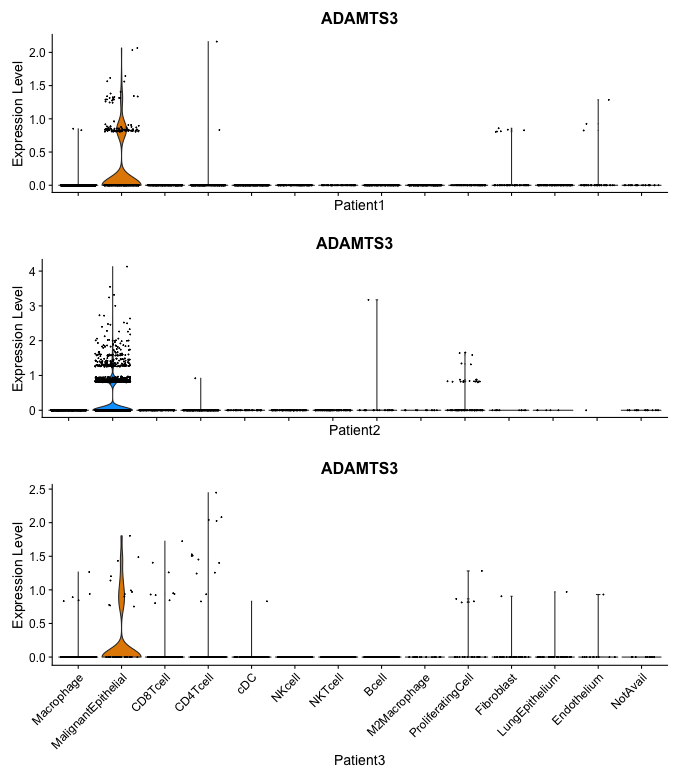 ADAMTS3
Expression Level
2.0
1.5
1.0
0.5
0.0
Patient1
ADAMTS3
Expression Level
4
3
2
1
0
Patient2
ADAMTS3
Expression Level
2.5
2.0
1.5
1.0
0.5
0.0
Macrophage
MalignantEpithelial
CD8Tcell
CD4Tcell
cDC
NKcell
NKTcell
Bcell
M2Macrophage
ProliferatingCell
Fibroblast
LungEpithelium
Endothelium
NotAvail
Patient3